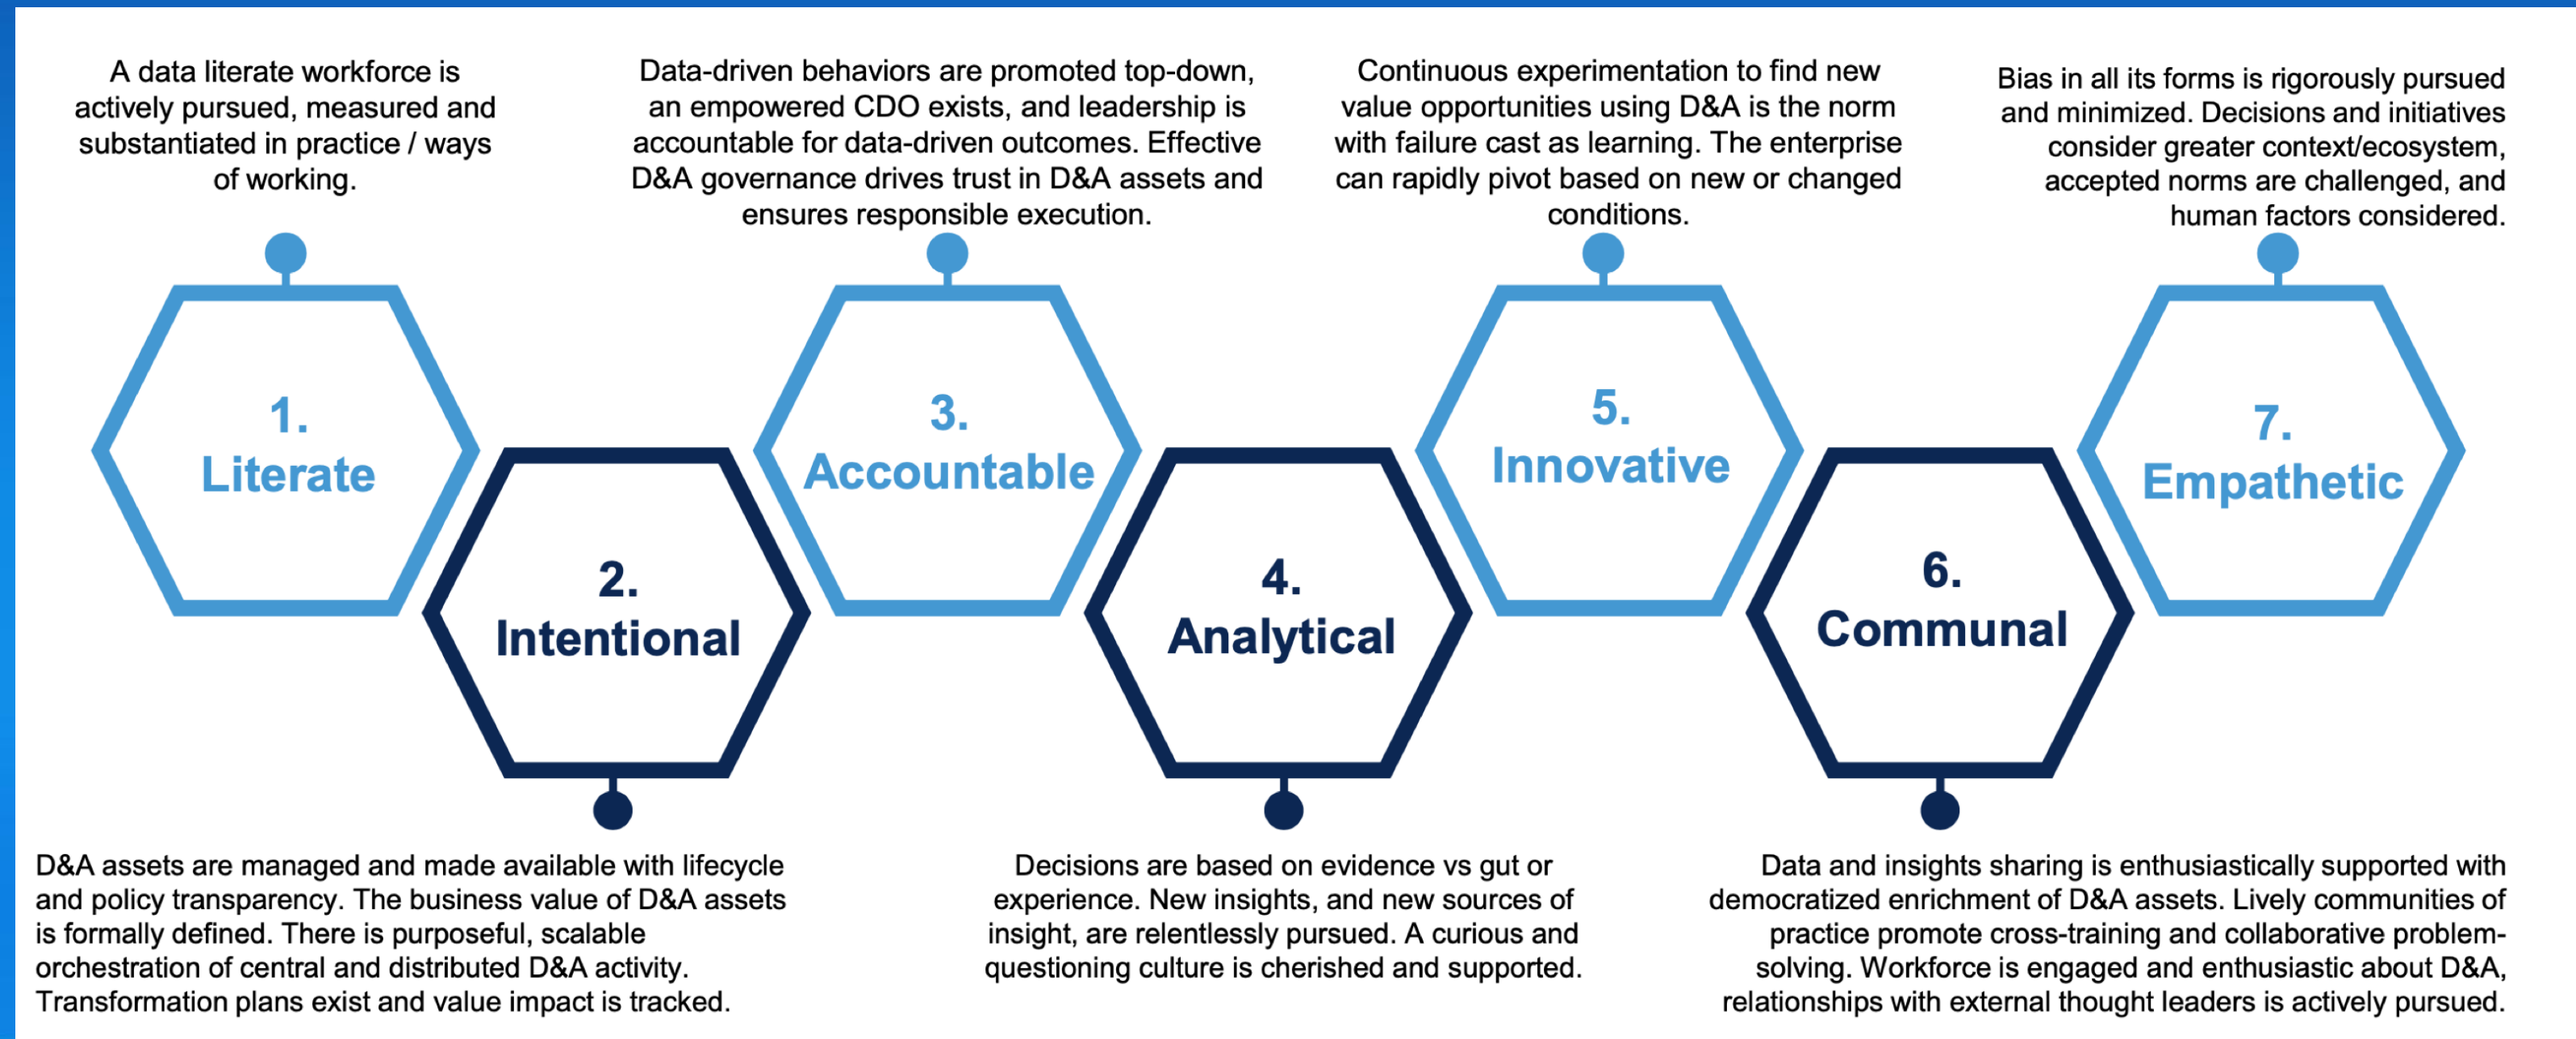 A data literate workforce is
actively pursued, measured and
substantiated in practice / ways
of working.
1.
Literate
D&A assets are managed and made available with lifecycle
and policy transparency. The business value of D&A assets
is formally defined. There is purposeful, scalable
orchestration of central and distributed D&A activity.
Transformation plans exist and value impact is tracked.
2.
Intentional
Data-driven behaviors are promoted top-down,
an empowered CDO exists, and leadership is
accountable for data-driven outcomes. Effective
D&A governance drives trust in D&A assets and
ensures responsible execution.
3.
Accountable
Decisions are based on evidence vs gut or
experience. New insights, and new sources of
insight, are relentlessly pursued. A curious and
questioning culture is cherished and supported.
4.
Analytical
Continuous experimentation to find new
value opportunities using D&A is the norm
with failure cast as learning. The enterprise
can rapidly pivot based on new or changed
conditions.
5.
Innovative
Data and insights sharing is enthusiastically supported with
democratized enrichment of D&A assets. Lively communities of
practice promote cross-training and collaborative problem-
solving. Workforce is engaged and enthusiastic about D&A,
relationships with external thought leaders is actively pursued.
6.
Communal
Bias in all its forms is rigorously pursued
and minimized. Decisions and initiatives
consider greater context/ecosystem,
accepted norms are challenged, and
human factors considered.
7.
Empathetic